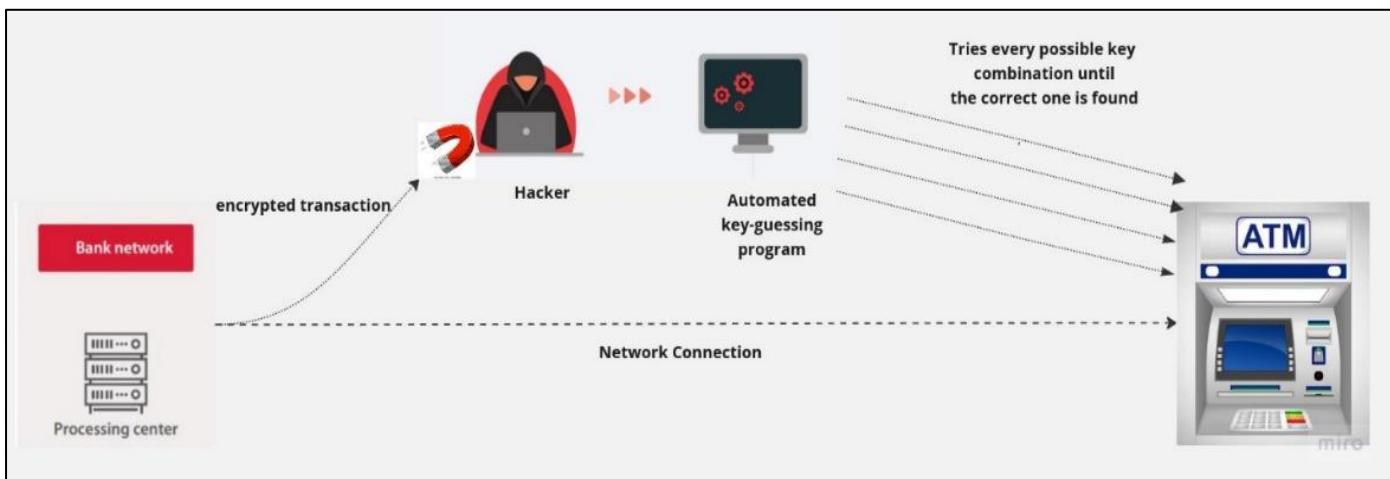 Tries every possible key
combination until
the correct one is found
Hacker
encrypted transaction
Automated
key-guessing
program
Bank network
ATM
Network Connection
Processing center
miro